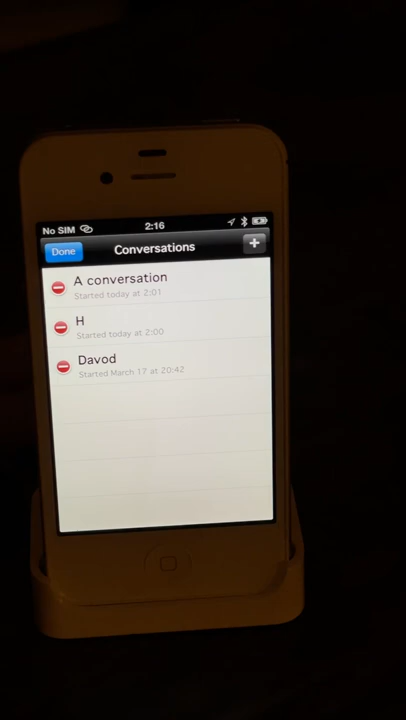 No SIM 2:16
Done Conversations +
A conversation
Started today at 2:01
H
Started today at 2:00
Davod
Started March 17 at 20:42